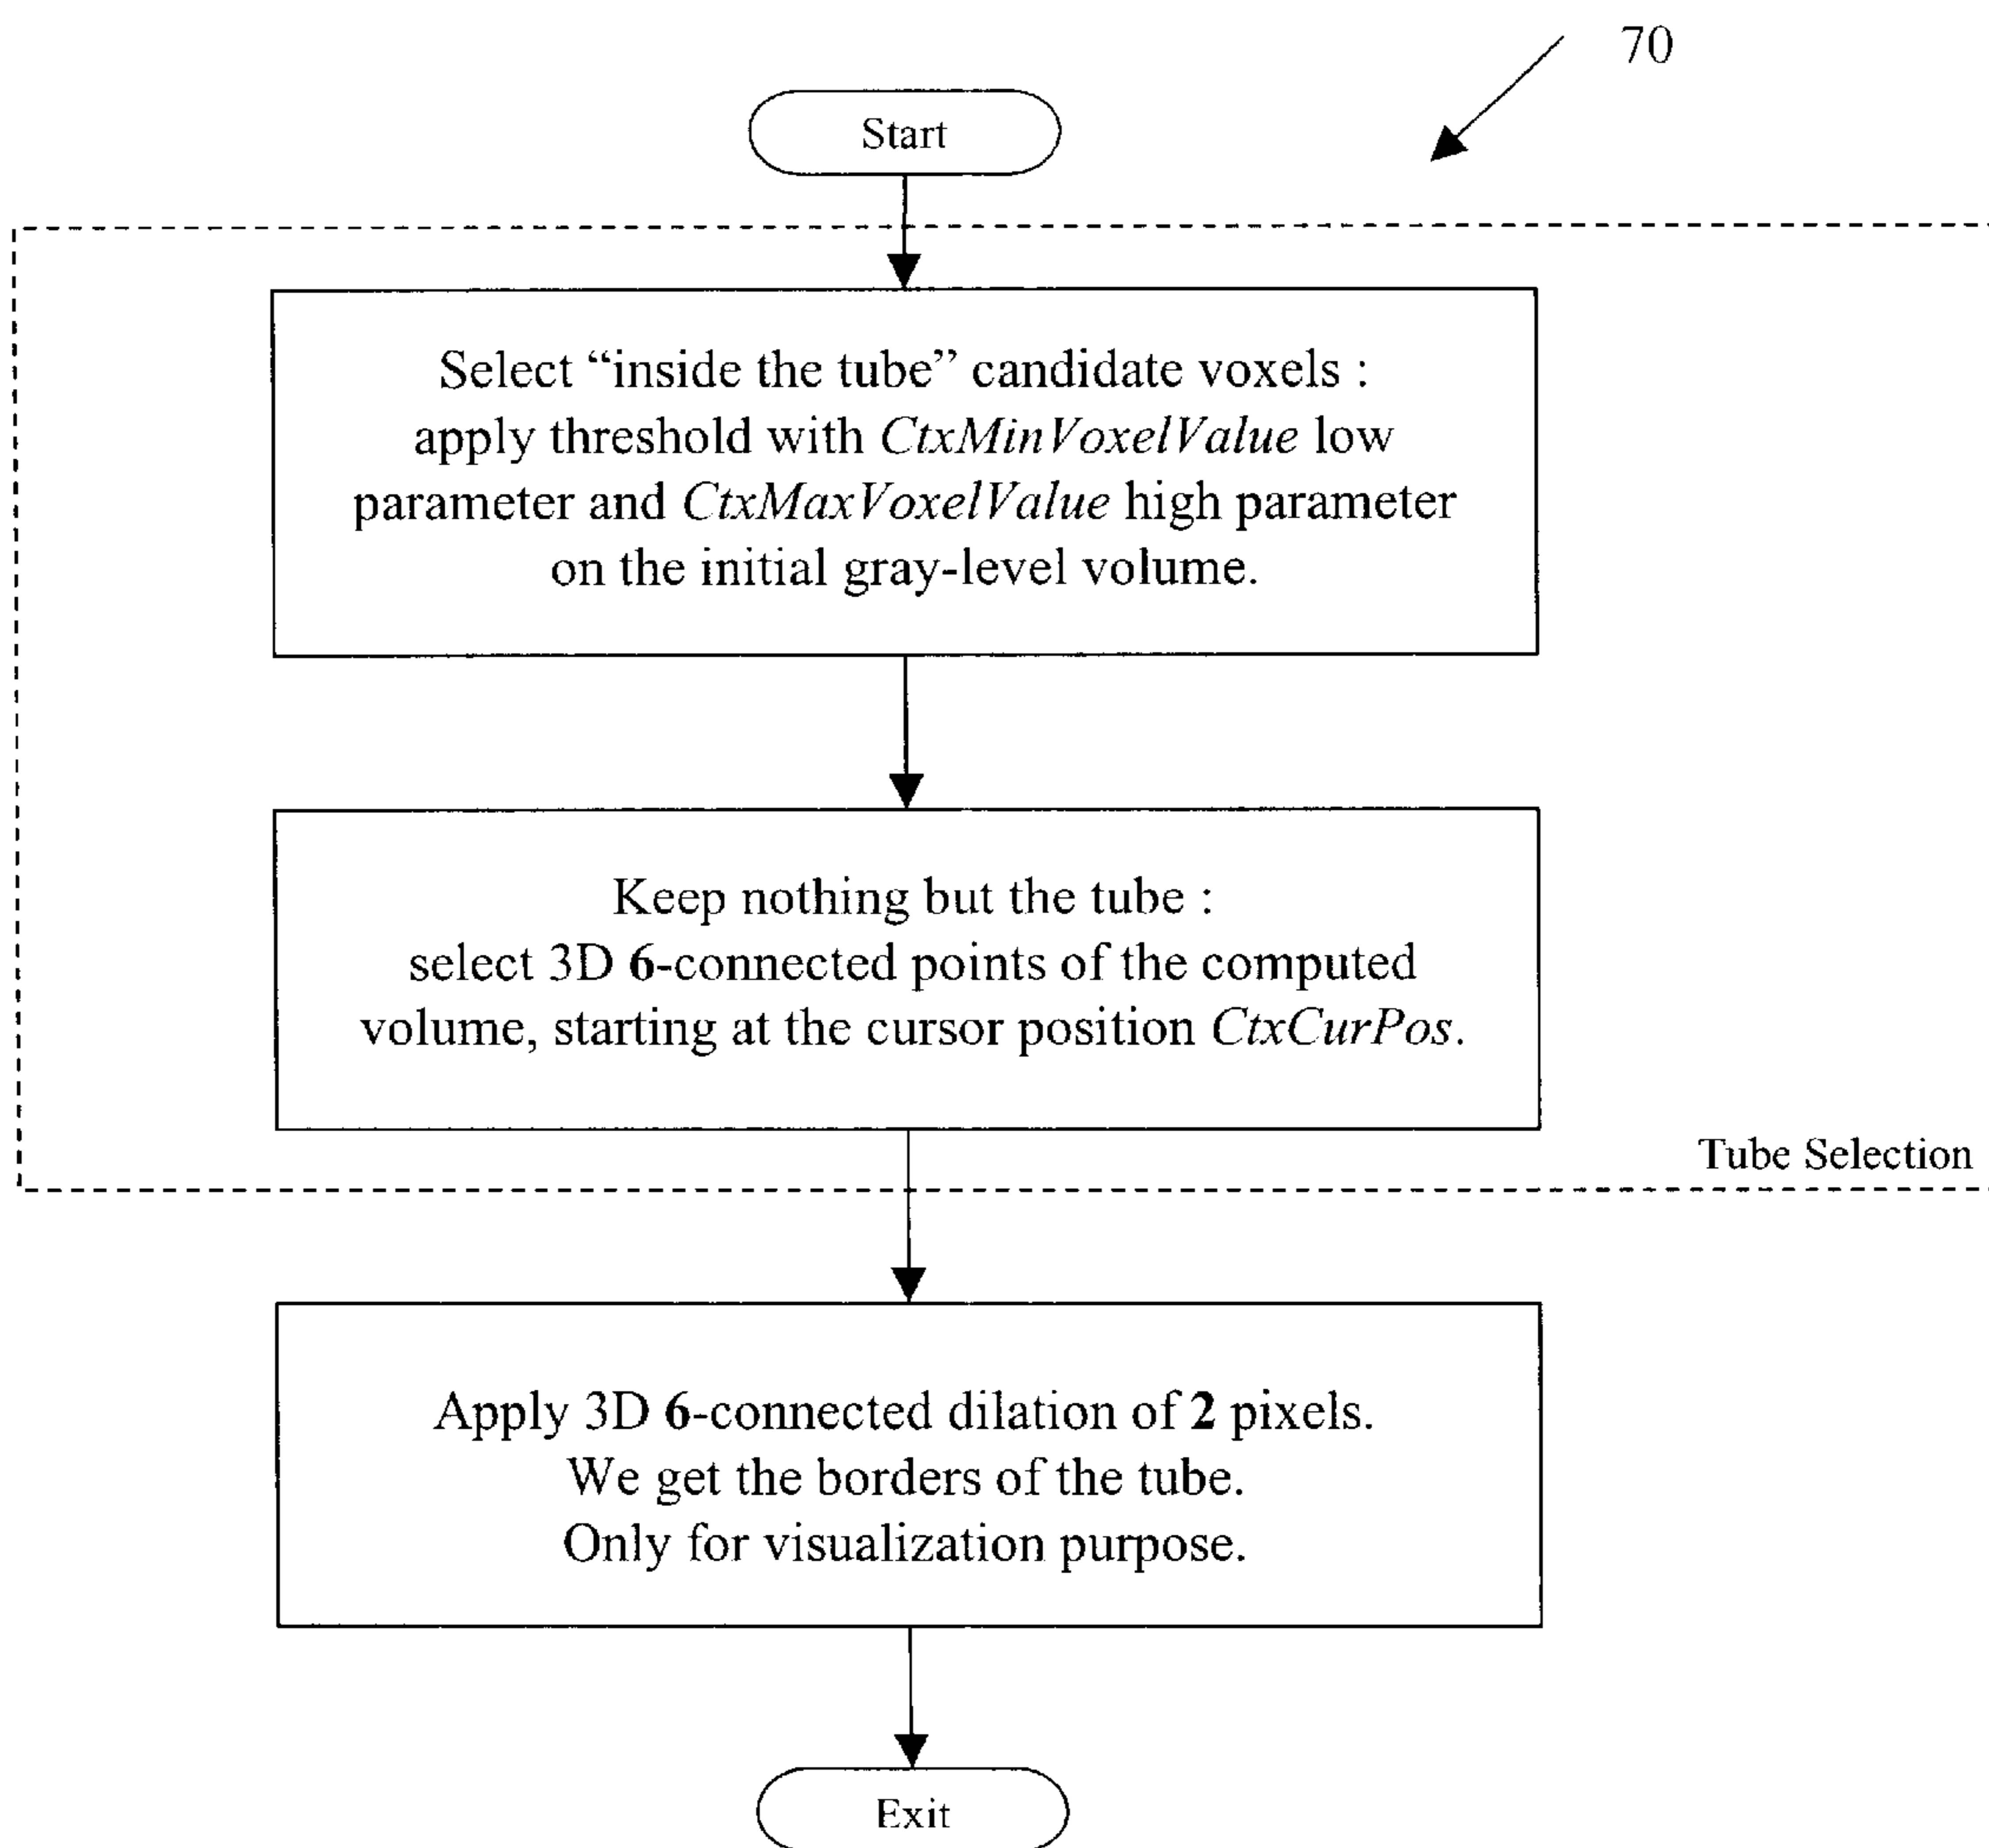 70
Start
Select “inside the tube” candidate voxels :
apply threshold with CtxMinVoxelValue low
parameter and CtxMaxVoxelValue high parameter
on the initial gray-level volume.
Keep nothing but the tube :
select 3D 6-connected points of the computed
volume, starting at the cursor position CtxCurPos.
Tube Selection
Apply 3D 6-connected dilation of 2 pixels.
We get the borders of the tube.
Only for visualization purpose.
Exit